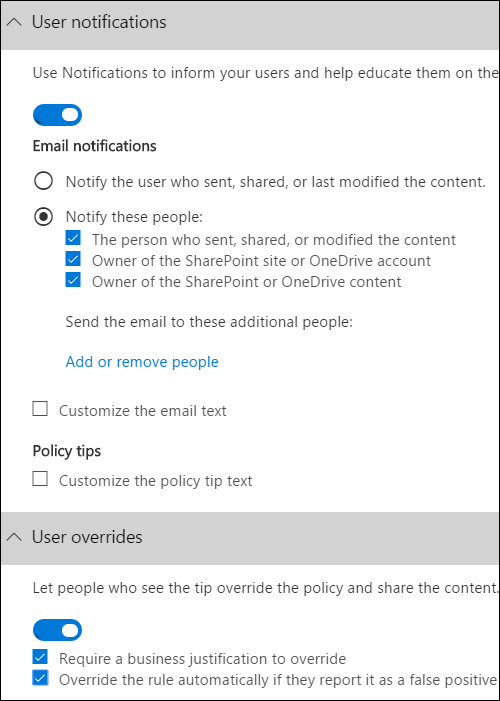 User notifications
Use Notifications to inform your users and help educate them on the
Email notifications
Notify the user who sent, shared, or last modified the content.
Notify these people:
The person who sent, shared, or modified the content
Owner of the SharePoint site or OneDrive account
Owner of the SharePoint or OneDrive content
Send the email to these additional people:
Add or remove people
Customize the email text
Policy tips
Customize the policy tip text
User overrides
Let people who see the tip override the policy and share the content.
Require a business justification to override
Override the rule automatically if they report it as a false positive